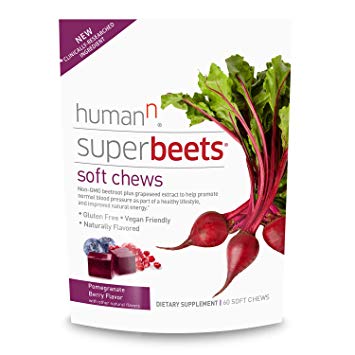 NEW
CLINICALLY-RESEARCHED
INGREDIENT
humann®
superbeets®
soft chews
Non-GMO beetroot plus grapeseed extract to help promote
normal blood pressure as part of a healthy lifestyle,
and improved natural energy.*
• Gluten Free • Vegan Friendly
• Naturally Flavored
Pomegranate
Berry Flavor
with other natural flavors
DIETARY SUPPLEMENT | 60 SOFT CHEWS